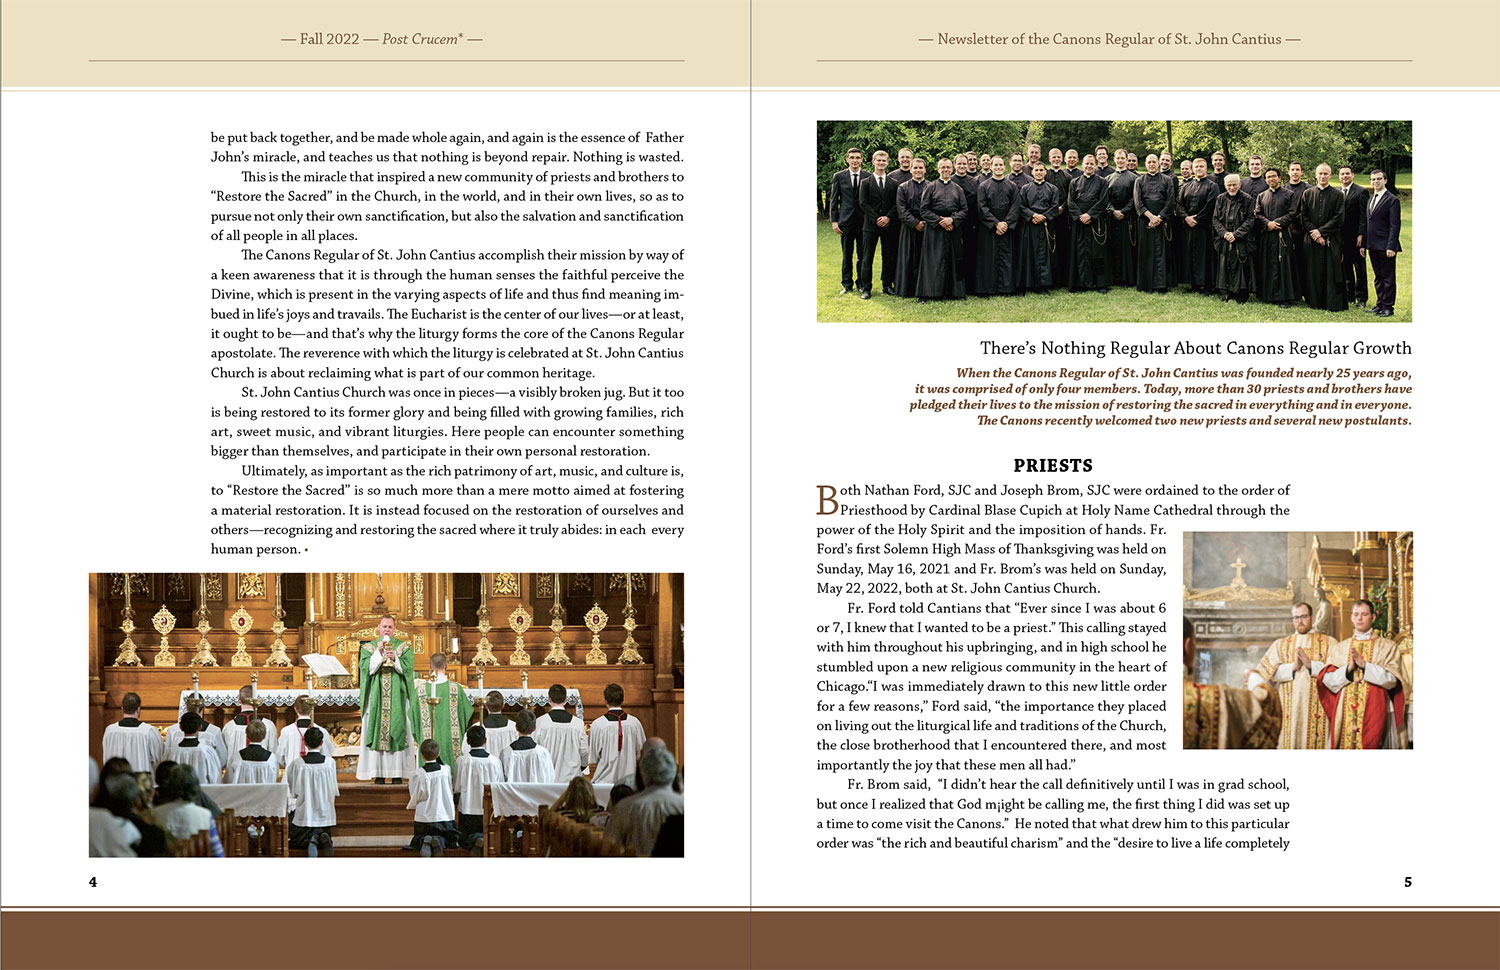 — Fall 2022 — Post Crucem* —
be put back together, and be made whole again, and again is the essence of Father
John’s miracle, and teaches us that nothing is beyond repair. Nothing is wasted.
This is the miracle that inspired a new community of priests and brothers to
“Restore the Sacred” in the Church, in the world, and in their own lives, so as to
pursue not only their own sanctification, but also the salvation and sanctification
of all people in all places.
The Canons Regular of St. John Cantius accomplish their mission by way of
a keen awareness that it is through the human senses the faithful perceive the
Divine, which is present in the varying aspects of life and thus find meaning im-
bued in life’s joys and travails. The Eucharist is the center of our lives—or at least,
it ought to be—and that’s why the liturgy forms the core of the Canons Regular
apostolate. The reverence with which the liturgy is celebrated at St. John Cantius
Church is about reclaiming what is part of our common heritage.
St. John Cantius Church was once in pieces—a visibly broken jug. But it too
is being restored to its former glory and being filled with growing families, rich
art, sweet music, and vibrant liturgies. Here people can encounter something
bigger than themselves, and participate in their own personal restoration.
Ultimately, as important as the rich patrimony of art, music, and culture is,
to “Restore the Sacred” is so much more than a mere motto aimed at fostering
a material restoration. It is instead focused on the restoration of ourselves and
others—recognizing and restoring the sacred where it truly abides: in each every
human person. •
4
— Newsletter of the Canons Regular of St. John Cantius —
There’s Nothing Regular About Canons Regular Growth
When the Canons Regular of St. John Cantius was founded nearly 25 years ago,
it was comprised of only four members. Today, more than 30 priests and brothers have
pledged their lives to the mission of restoring the sacred in everything and in everyone.
The Canons recently welcomed two new priests and several new postulants.
PRIESTS
Both Nathan Ford, SJC and Joseph Brom, SJC were ordained to the order of
Priesthood by Cardinal Blase Cupich at Holy Name Cathedral through the
power of the Holy Spirit and the imposition of hands. Fr.
Ford’s first Solemn High Mass of Thanksgiving was held on
Sunday, May 16, 2021 and Fr. Brom’s was held on Sunday,
May 22, 2022, both at St. John Cantius Church.
Fr. Ford told Cantians that “Ever since I was about 6
or 7, I knew that I wanted to be a priest.” This calling stayed
with him throughout his upbringing, and in high school he
stumbled upon a new religious community in the heart of
Chicago.“I was immediately drawn to this new little order
for a few reasons,” Ford said, “the importance they placed
on living out the liturgical life and traditions of the Church,
the close brotherhood that I encountered there, and most
importantly the joy that these men all had.”
Fr. Brom said, “I didn’t hear the call definitively until I was in grad school,
but once I realized that God m¡ight be calling me, the first thing I did was set up
a time to come visit the Canons.” He noted that what drew him to this particular
order was “the rich and beautiful charism” and the “desire to live a life completely
5